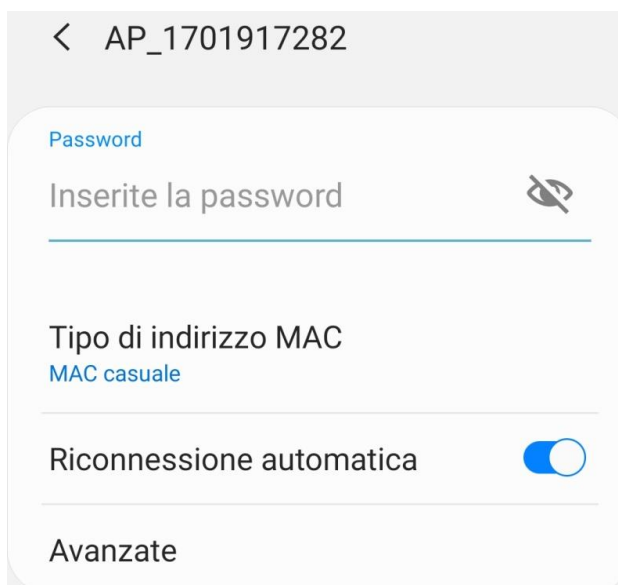 AP_1701917282
Password
Inserite la password
Tipo di indirizzo MAC
MAC casuale
Riconnessione automatica
Avanzate